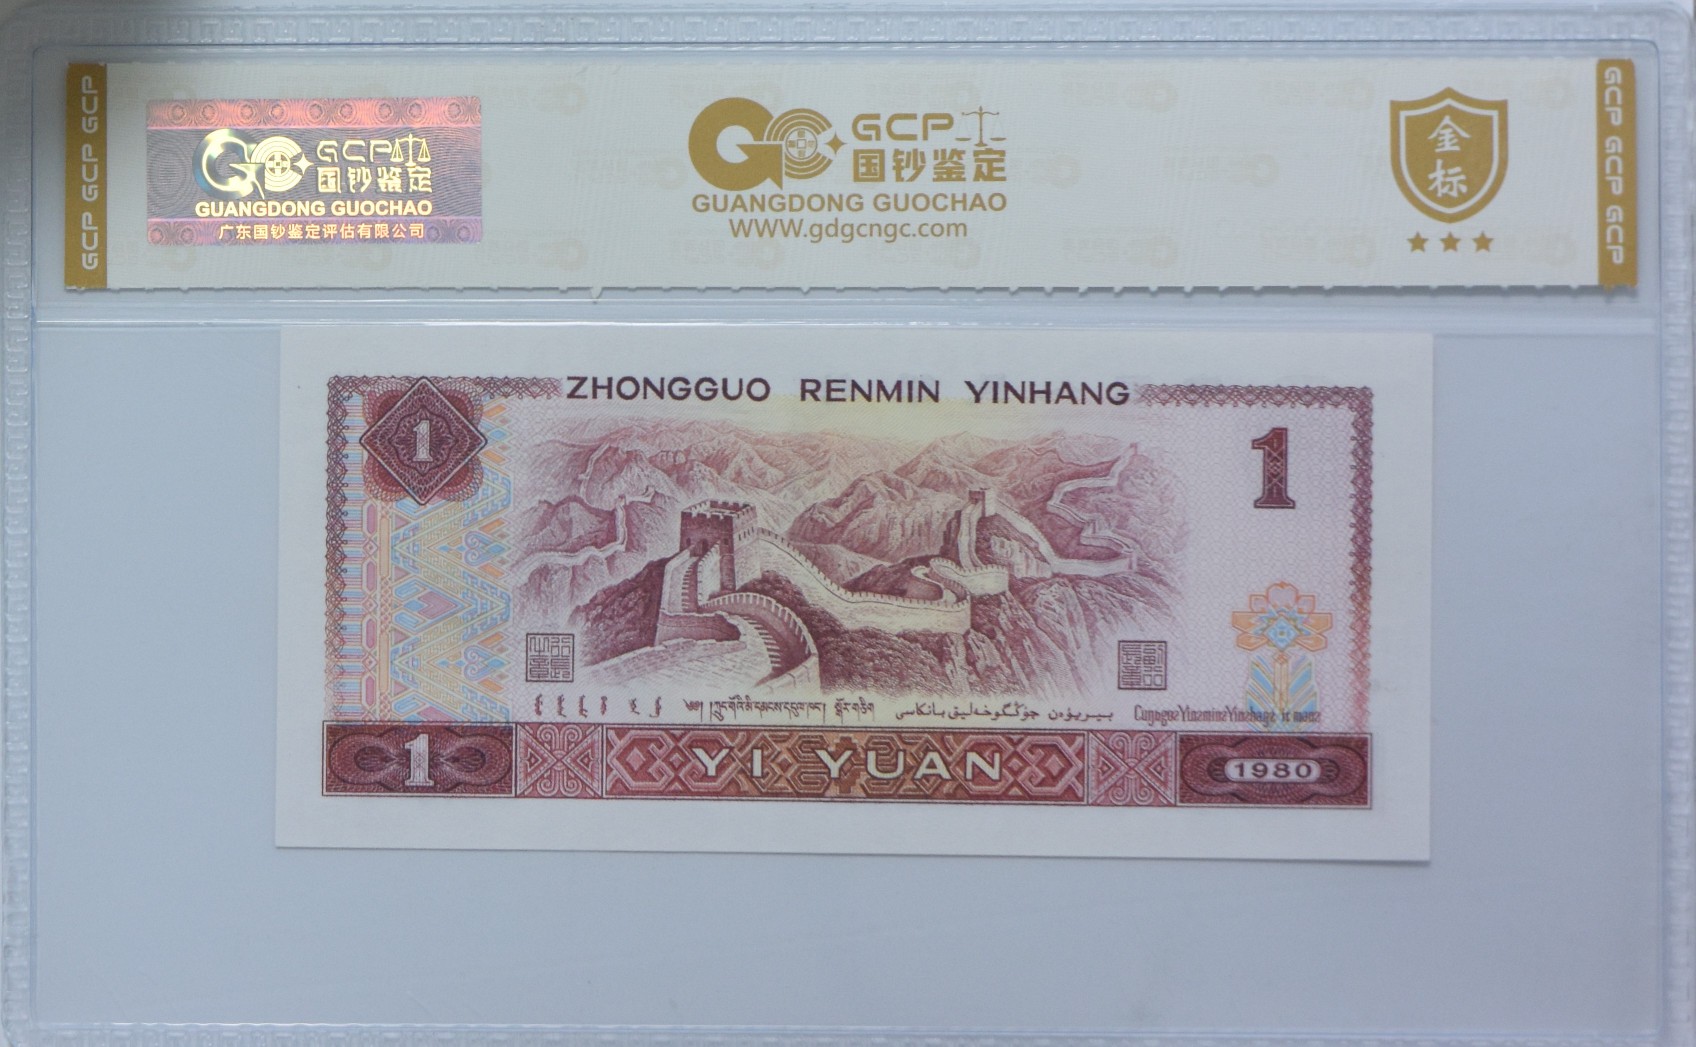 GCP GCP GCP
GCP
国钞鉴定
GUANGDONG GUOCHAO
广东国钞鉴定评估有限公司
GCP
国钞鉴定
GUANGDONG GUOCHAO
WWW.gdgcngc.com
金
标
GCP GCP GCP
ZHONGGUO RENMIN YINHANG
1
1
1
YI YUAN
1980